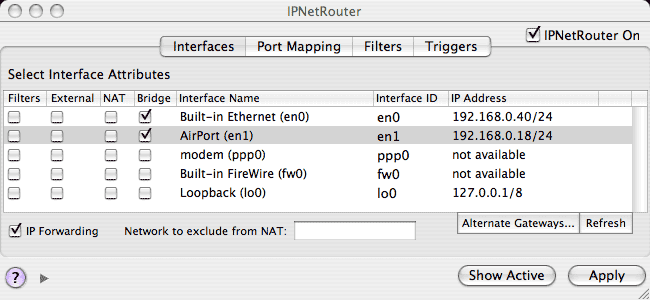 IPNetRouter
IPNetRouter On
Interfaces Port Mapping Filters Triggers
Select Interface Attributes
Filters External NAT Bridge Interface Name Interface ID IP Address
Built-in Ethernet (en0) en0 192.168.0.40/24
AirPort (en1) en1 192.168.0.18/24
modem (ppp0) ppp0 not available
Built-in FireWire (fw0) fw0 not available
Loopback (lo0) lo0 127.0.0.1/8
IP Forwarding Network to exclude from NAT: Alternate Gateways... Refresh
? Show Active Apply